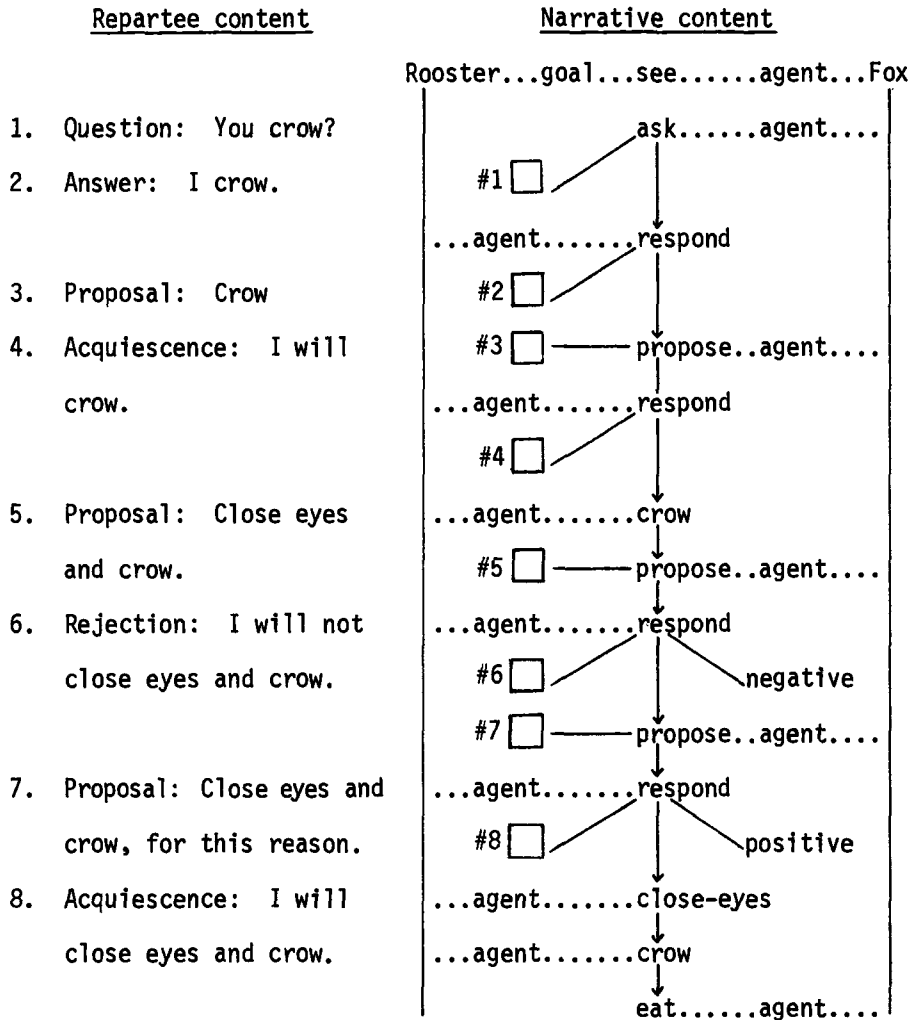 Repartee content Narrative content
Rooster...goal...see......agent...Fox
1. Question: You crow? ask......agent....
2. Answer: I crow. #1
...agent.......respond
3. Proposal: Crow #2
4. Acquiescence: I will #3 propose..agent....
crow. ...agent.......respond
#4
5. Proposal: Close eyes ...agent.......crow
and crow. #5 propose..agent....
6. Rejection: I will not ...agent.......respond
close eyes and crow. #6 negative
#7 propose..agent....
7. Proposal: Close eyes and ...agent.......respond
crow, for this reason. #8 positive
8. Acquiescence: I will ...agent.......close-eyes
close eyes and crow. ...agent.......crow
eat......agent....